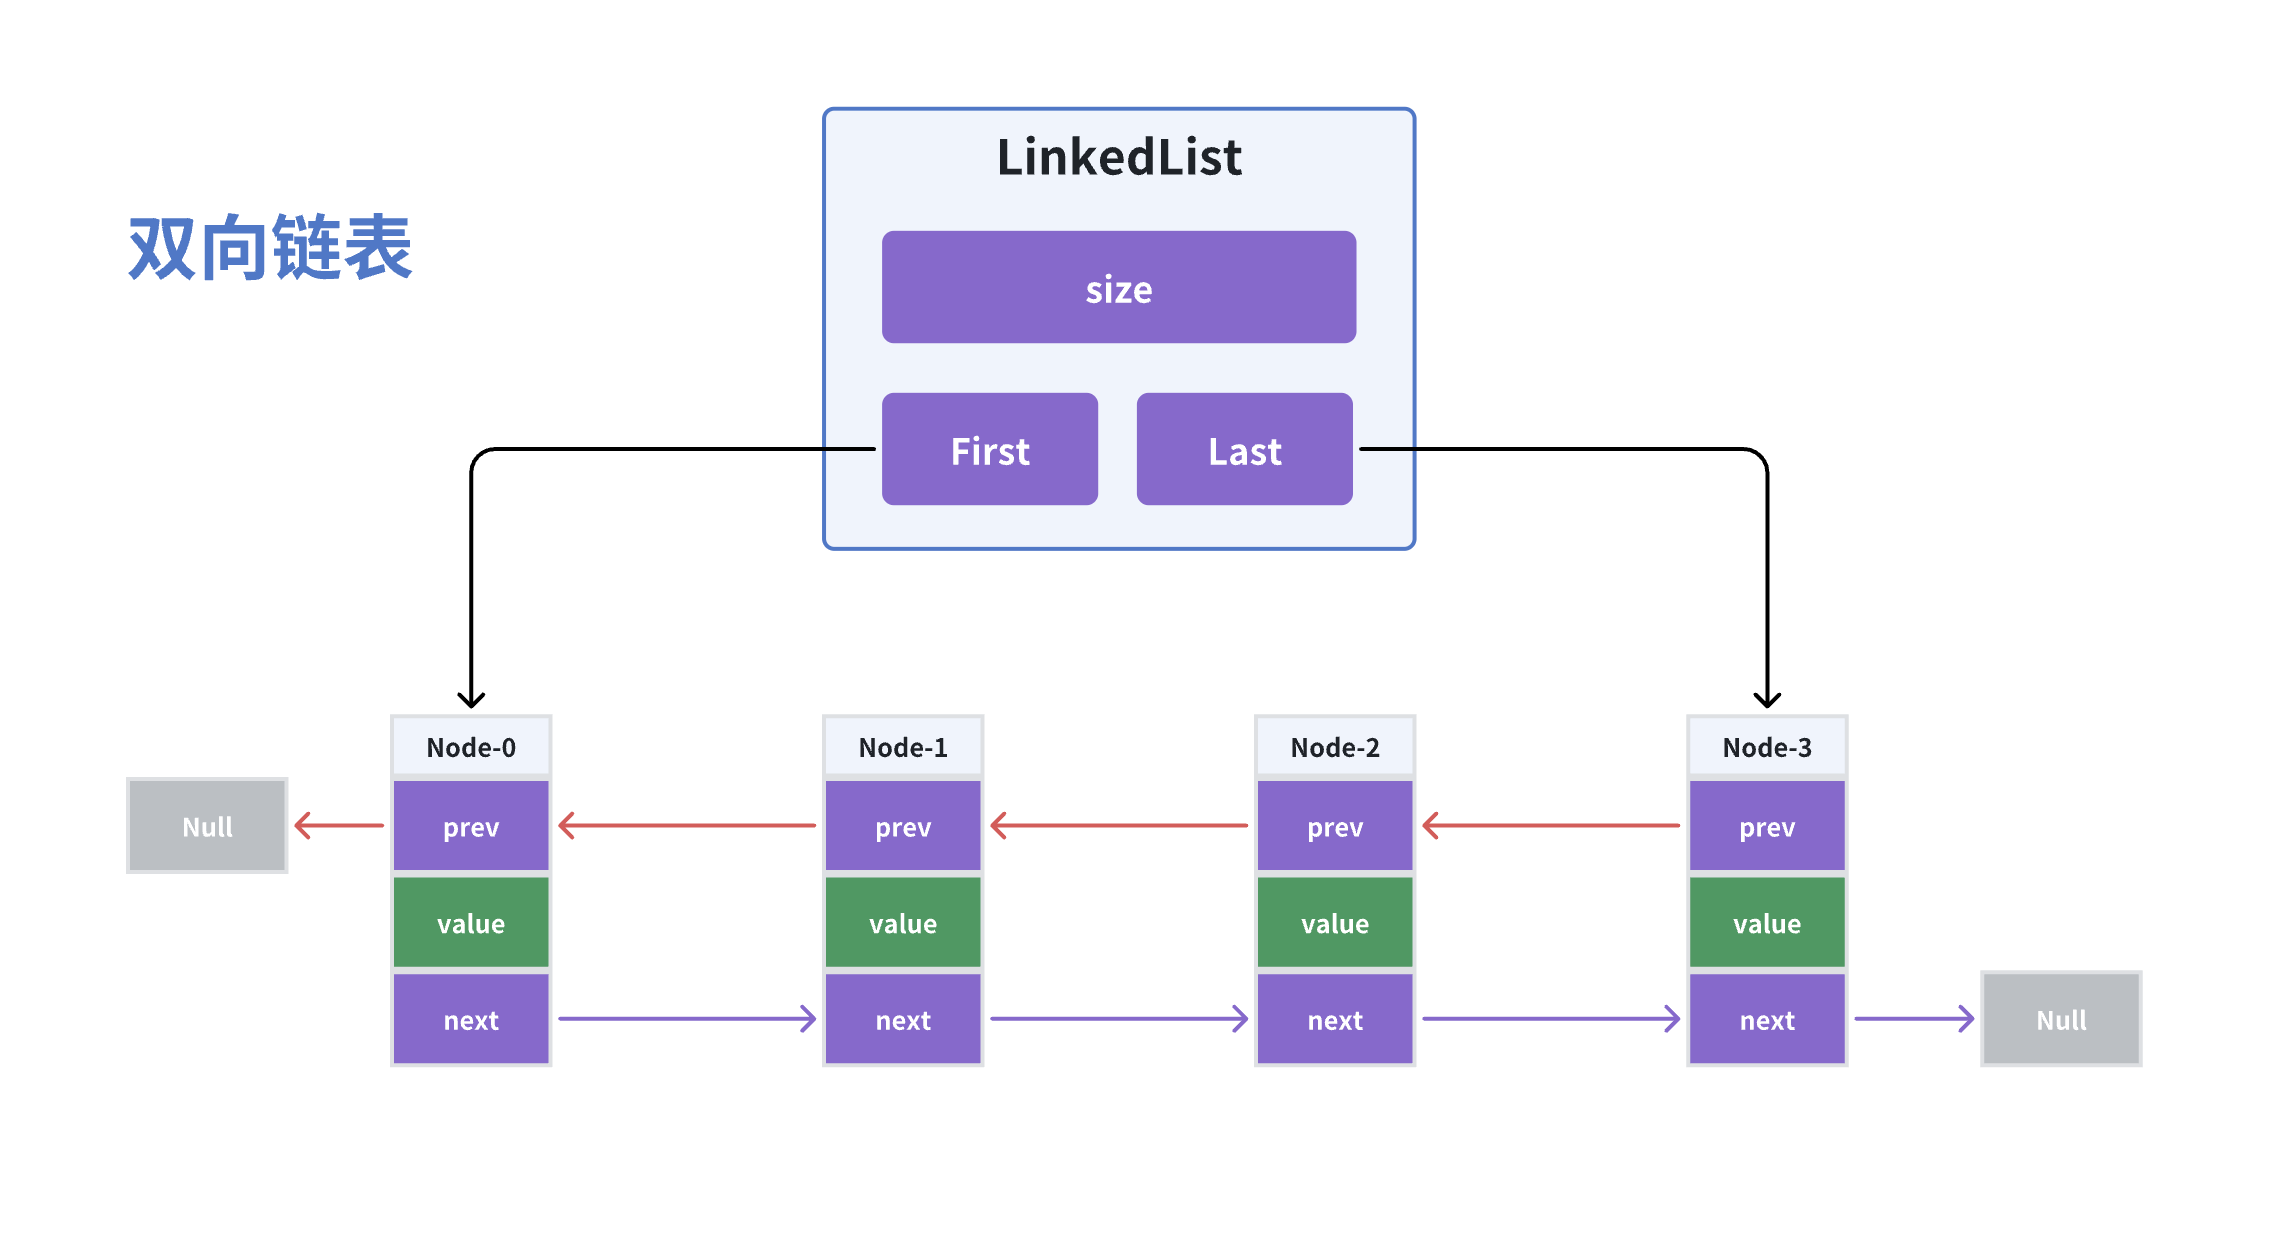 双向链表
LinkedList
size
First
Last
Node-0
Node-1
Node-2
Node-3
Null
prev
prev
prev
prev
value
value
value
value
next
next
next
next
Null